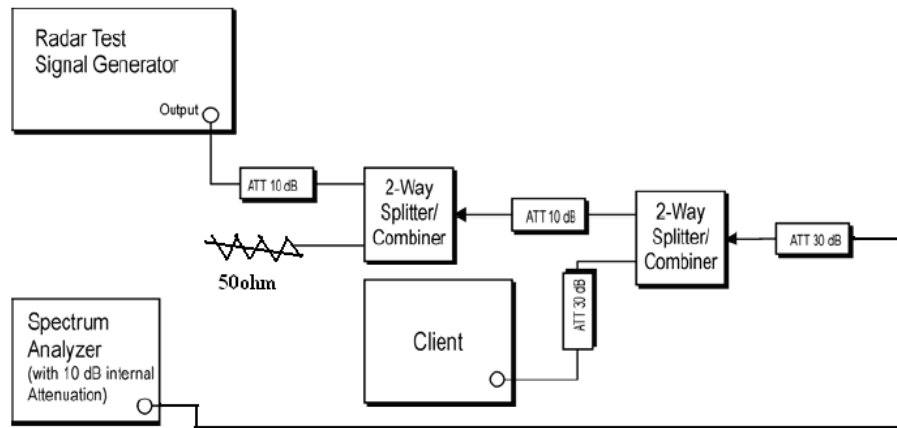 Radar Test
Signal Generator
Output
ATT 10 dB
2-Way
Splitter/
Combiner
ATT 10 dB
2-Way
Splitter/
Combiner
ATT 30 dB
50ohm
ATT 30 dB
Client
Spectrum
Analyzer
(with 10 dB internal
Attenuation)